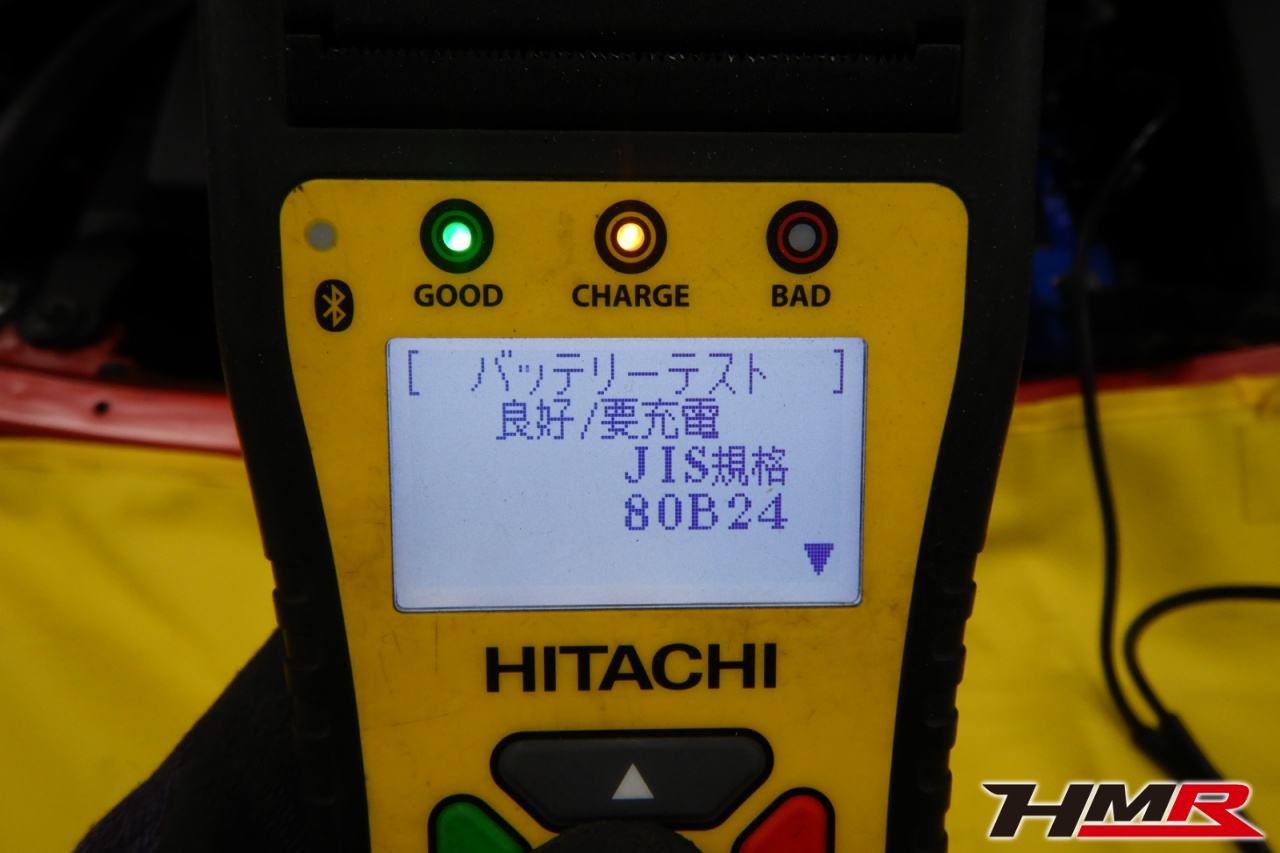 GOOD CHARGE BAD
[ バッテリーテスト ]
良好/要充電
JIS規格
80B24
HITACHI
HMR